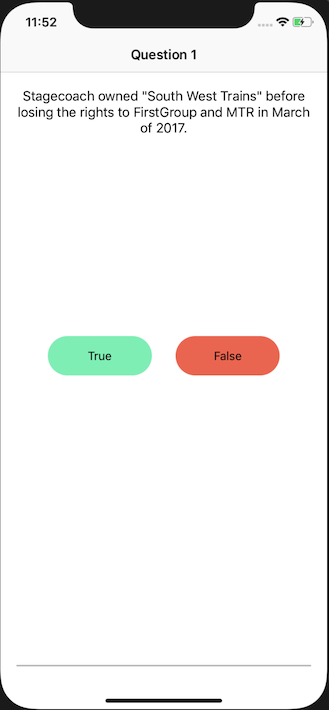 11:52
Question 1
Stagecoach owned "South West Trains" before
losing the rights to FirstGroup and MTR in March
of 2017.
True
False